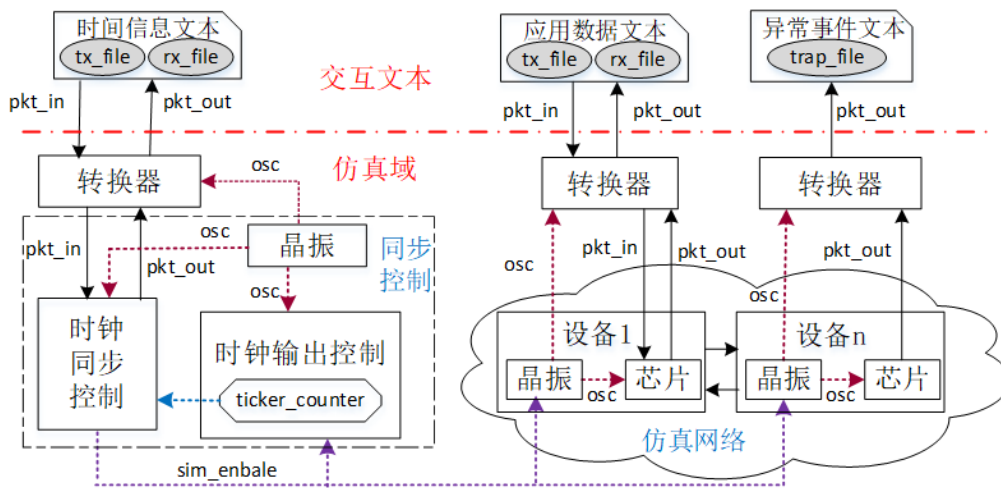 时间信息文本
tx_file
rx_file
应用数据文本
tx_file
rx_file
异常事件文本
trap_file
交互文本
pkt_in
pkt_out
pkt_in
pkt_out
pkt_out
仿真域
转换器
osc
转换器
转换器
osc
晶振
同步
控制
pkt_in
pkt_out
osc
pkt_in
pkt_out
pkt_out
osc
osc
时钟
同步
控制
时钟输出控制
ticker_counter
设备1
晶振
osc
芯片
设备n
晶振
osc
芯片
仿真网络
sim_enbale